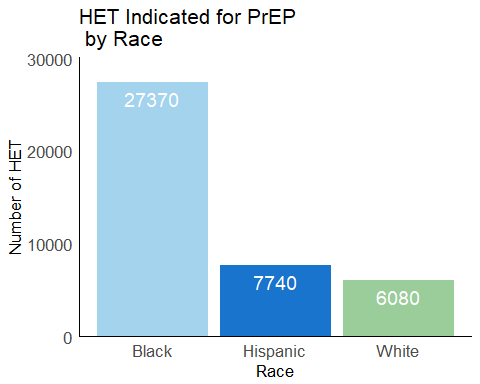 HET Indicated for PrEP
by Race
Number of HET
30000
20000
10000
0
27370
7740
6080
Black
Hispanic
White
Race